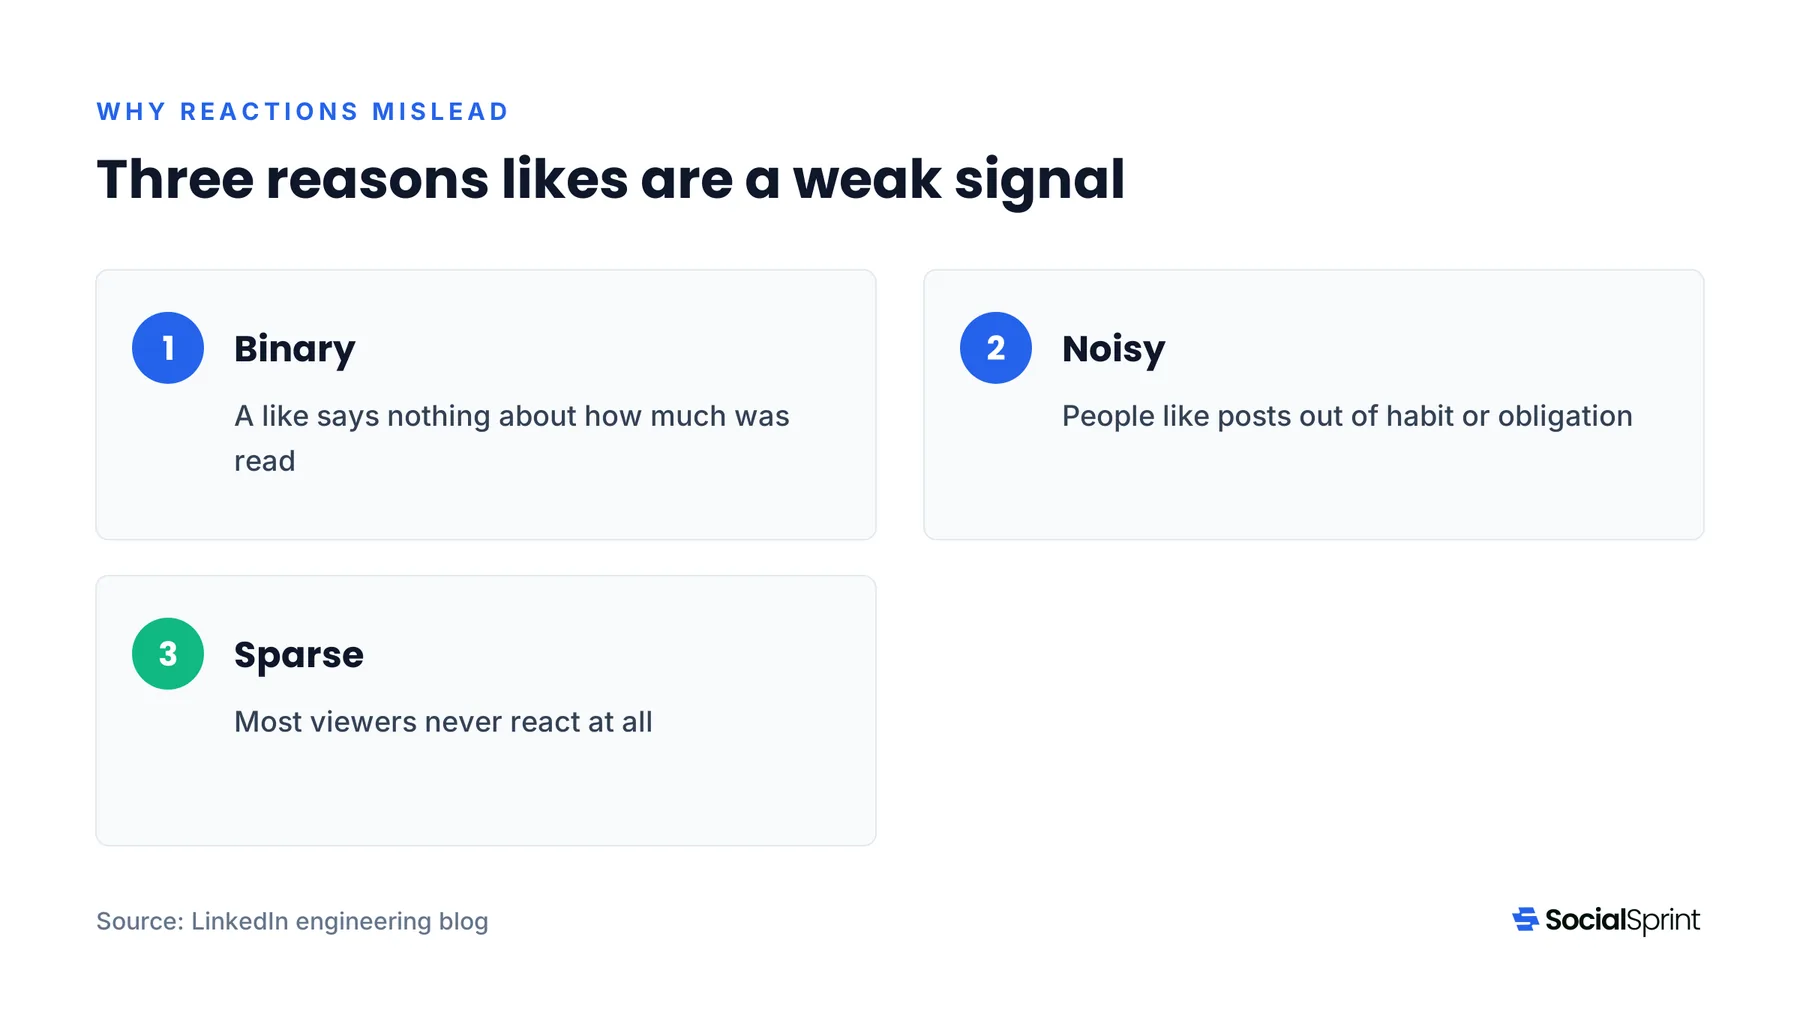 WHY REACTIONS MISLEAD
Three reasons likes are a weak signal
1
Binary
A like says nothing about how much was
read
2
Noisy
People like posts out of habit or obligation
3
Sparse
Most viewers never react at all
Source: LinkedIn engineering blog
SocialSprint